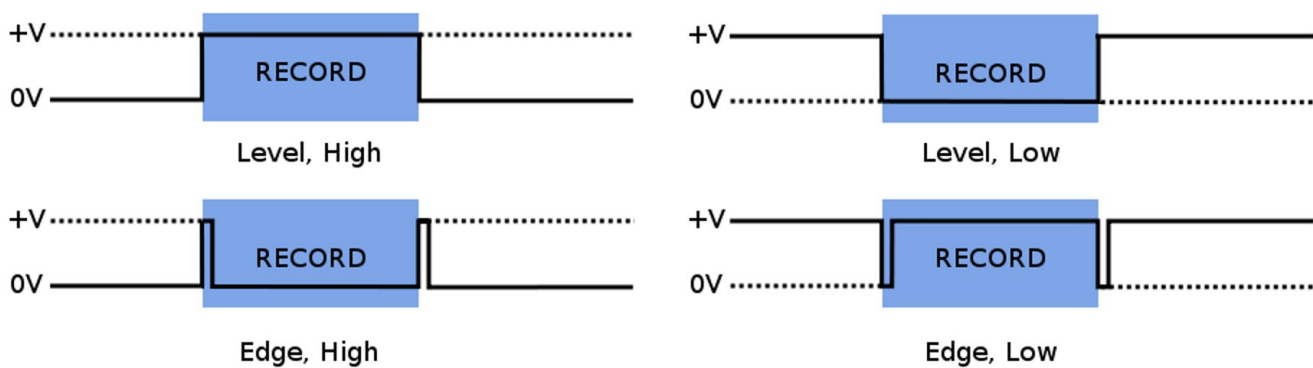 +V
RECORD
0V
Level, High
+V
RECORD
0V
Level, Low
+V
RECORD
0V
Edge, High
+V
RECORD
0V
Edge, Low